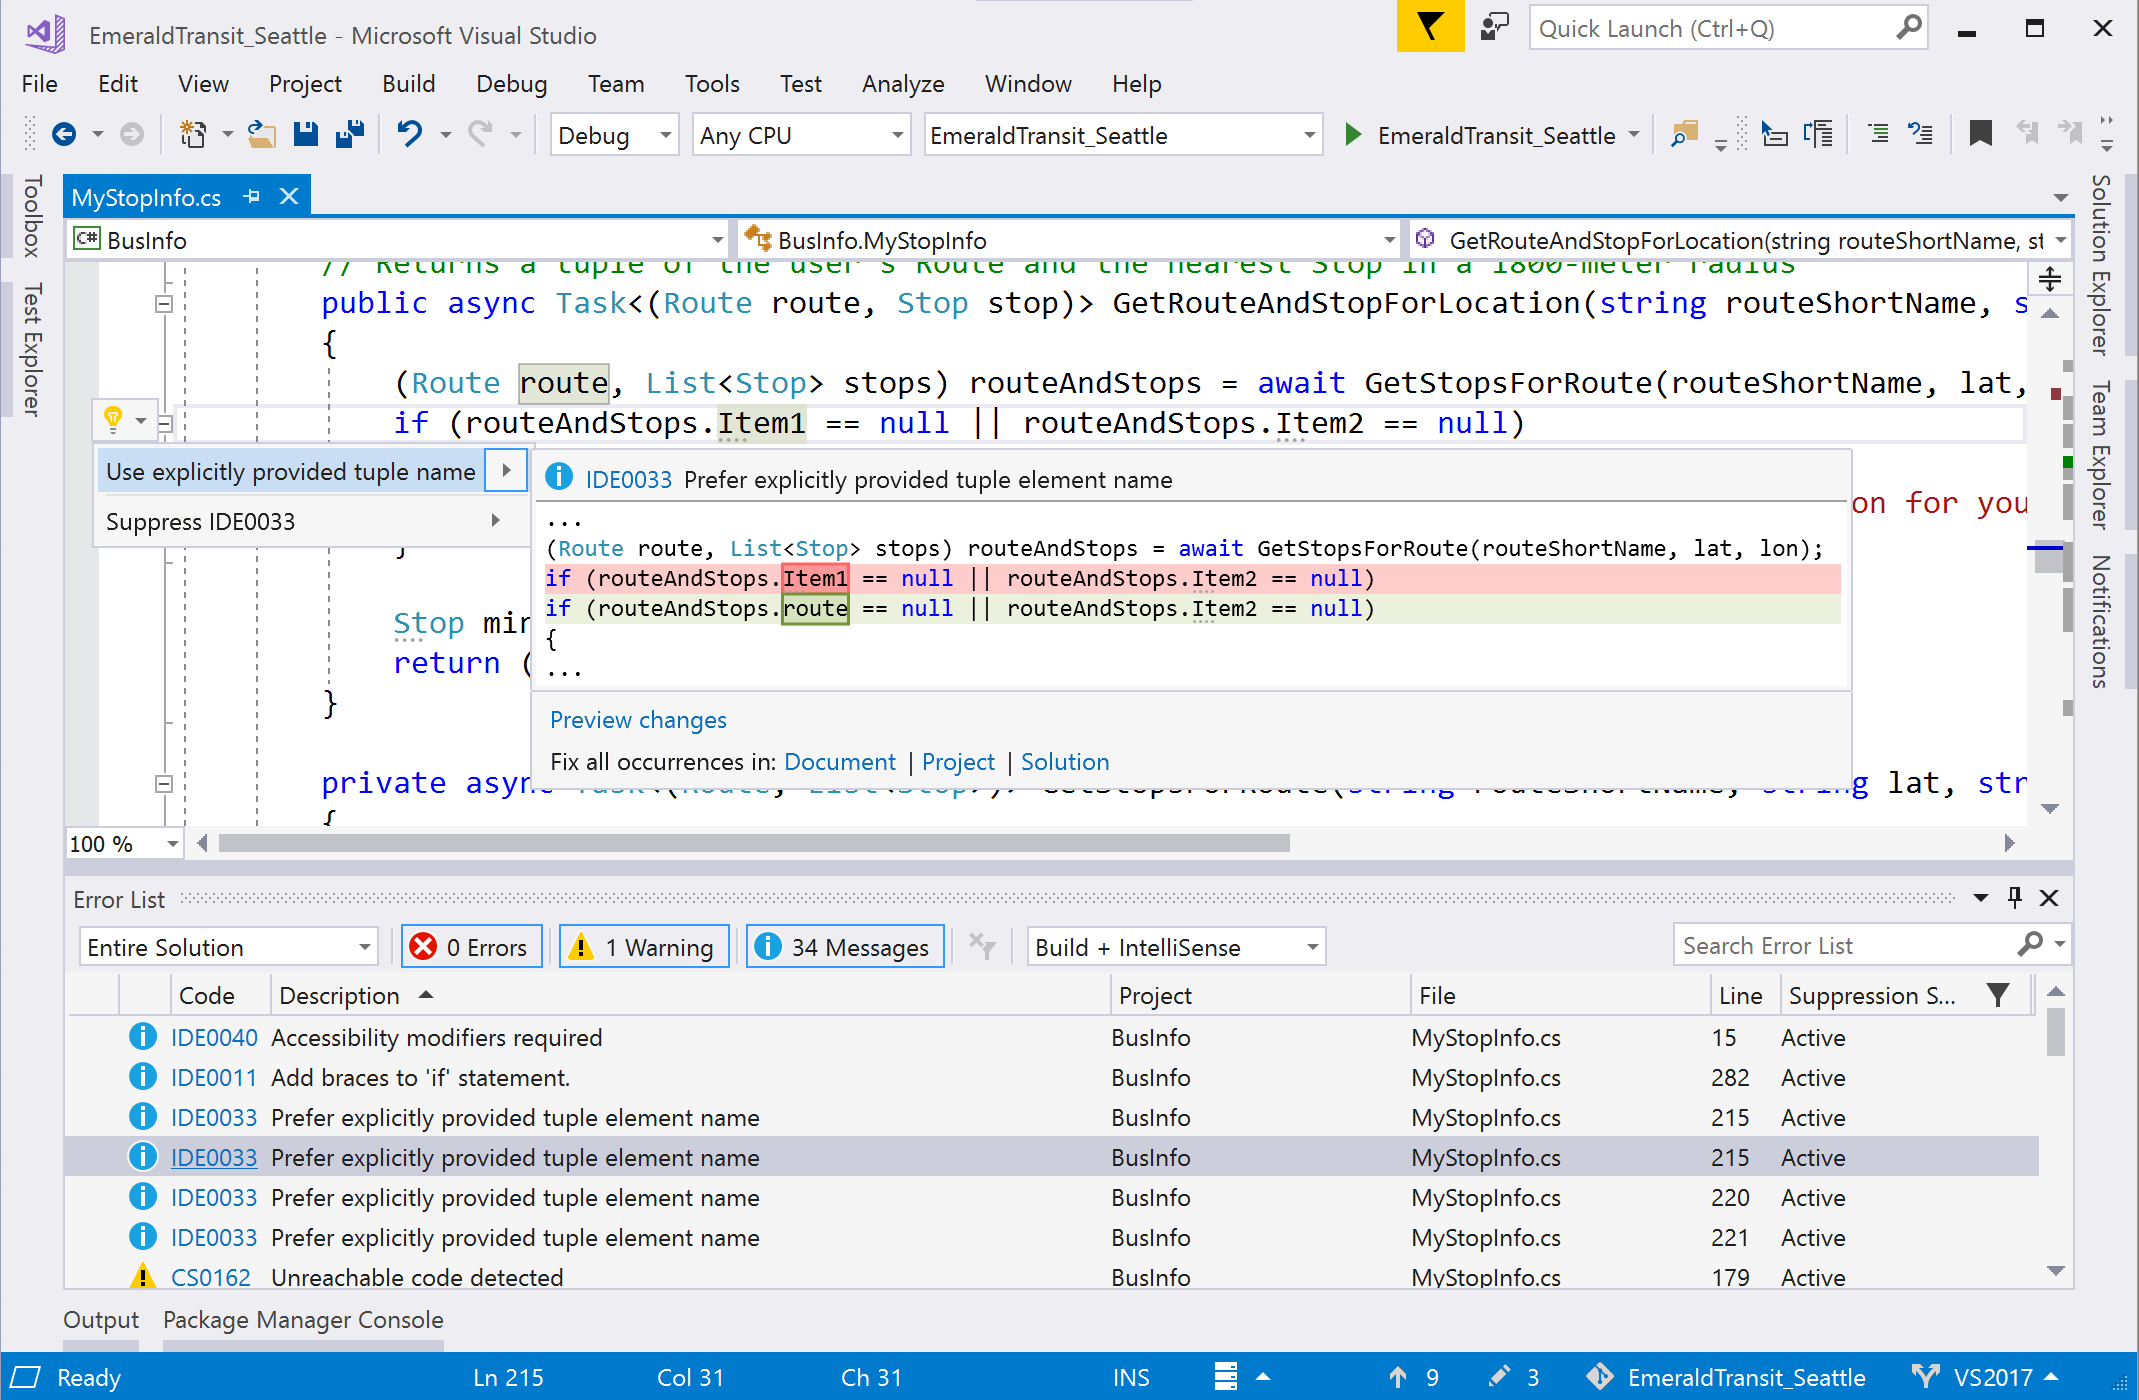 EmeraldTransit_Seattle - Microsoft Visual Studio
Quick Launch (Ctrl+Q)
File Edit View Project Build Debug Team Tools Test Analyze Window Help
Debug Any CPU EmeraldTransit_Seattle EmeraldTransit_Seattle
Toolbox
Test Explorer
MyStopInfo.cs
C# BusInfo BusInfo.MyStopInfo GetRouteAndStopForLocation(string routeShortName, st
// Returns a tuple of the user's Route and the nearest Stop in a 1800-meter radius
public async Task<(Route route, Stop stop)> GetRouteAndStopForLocation(string routeShortName, s
{
(Route route, List<Stop> stops) routeAndStops = await GetStopsForRoute(routeShortName, lat,
if (routeAndStops.Item1 == null || routeAndStops.Item2 == null)
Use explicitly provided tuple name
Suppress IDE0033
IDE0033 Prefer explicitly provided tuple element name
...
(Route route, List<Stop> stops) routeAndStops = await GetStopsForRoute(routeShortName, lat, lon);
if (routeAndStops.Item1 == null || routeAndStops.Item2 == null)
if (routeAndStops.route == null || routeAndStops.Item2 == null)
{
...
Preview changes
Fix all occurrences in: Document | Project | Solution
on for you
}
Stop min
return (
}
private async Task<(Route, List<Stop>)> GetStopsForRoute(string routeShortName, string lat, str
{
100 %
Solution Explorer
Team Explorer
Notifications
Error List
Entire Solution 0 Errors 1 Warning 34 Messages Build + IntelliSense Search Error List
Code Description Project File Line Suppression S...
IDE0040 Accessibility modifiers required BusInfo MyStopInfo.cs 15 Active
IDE0011 Add braces to 'if' statement. BusInfo MyStopInfo.cs 282 Active
IDE0033 Prefer explicitly provided tuple element name BusInfo MyStopInfo.cs 215 Active
IDE0033 Prefer explicitly provided tuple element name BusInfo MyStopInfo.cs 215 Active
IDE0033 Prefer explicitly provided tuple element name BusInfo MyStopInfo.cs 220 Active
IDE0033 Prefer explicitly provided tuple element name BusInfo MyStopInfo.cs 221 Active
CS0162 Unreachable code detected BusInfo MyStopInfo.cs 179 Active
Output Package Manager Console
Ready Ln 215 Col 31 Ch 31 INS 9 3 EmeraldTransit_Seattle VS2017